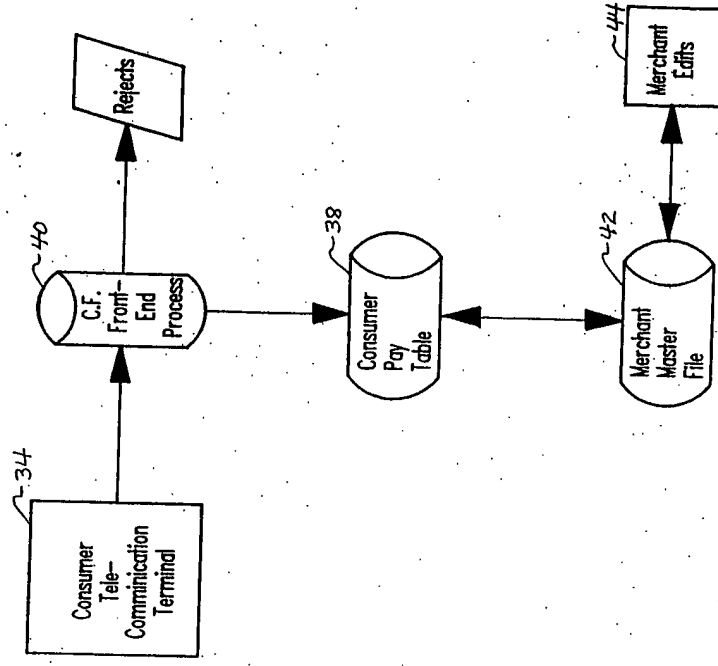 34
Consumer
Tele-
Comminication
Terminal
40
C.F.
Front-
End
Process
Rejects
38
Consumer
Pay
Table
42
Merchant
Master
File
44
Merchant
Edits